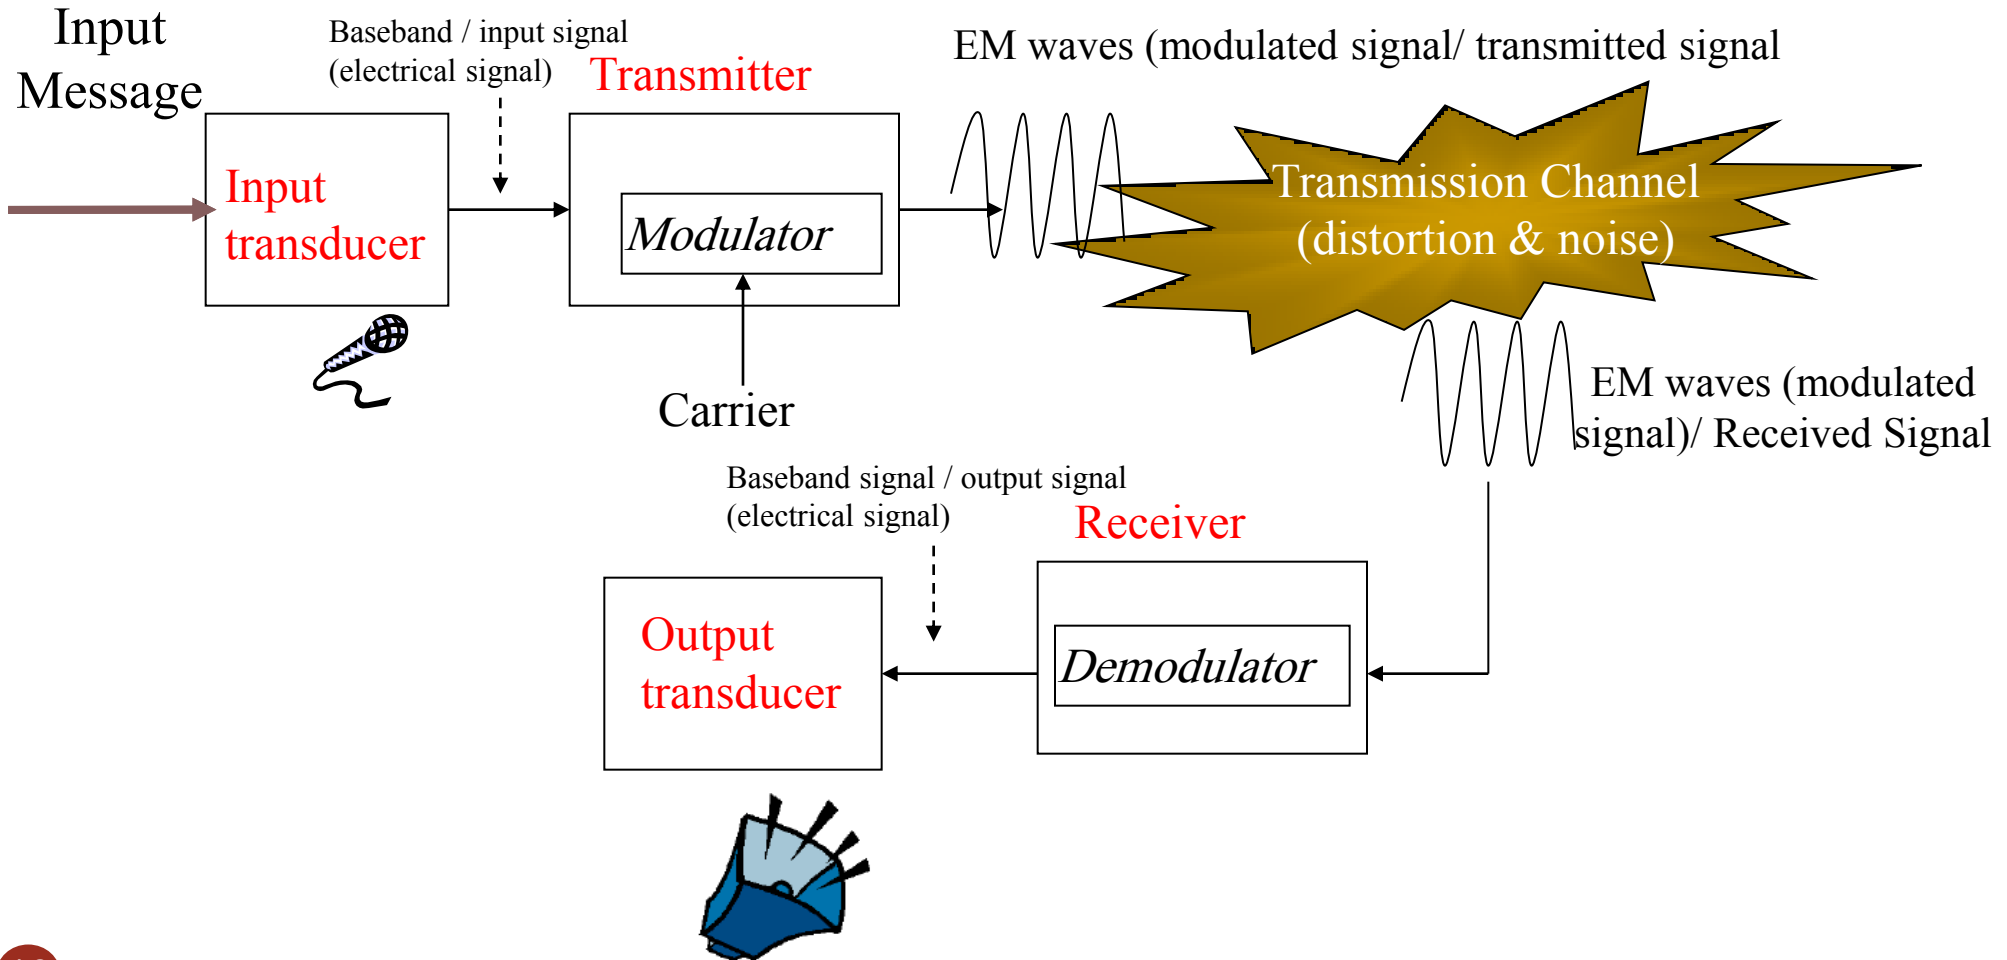 Input
Message
Baseband / input signal
(electrical signal)
Transmitter
EM waves (modulated signal/ transmitted signal
Input
transducer
Modulator
Transmission Channel
(distortion & noise)
Carrier
EM waves (modulated
signal)/ Received Signal
Baseband signal / output signal
(electrical signal)
Receiver
Output
transducer
Demodulator